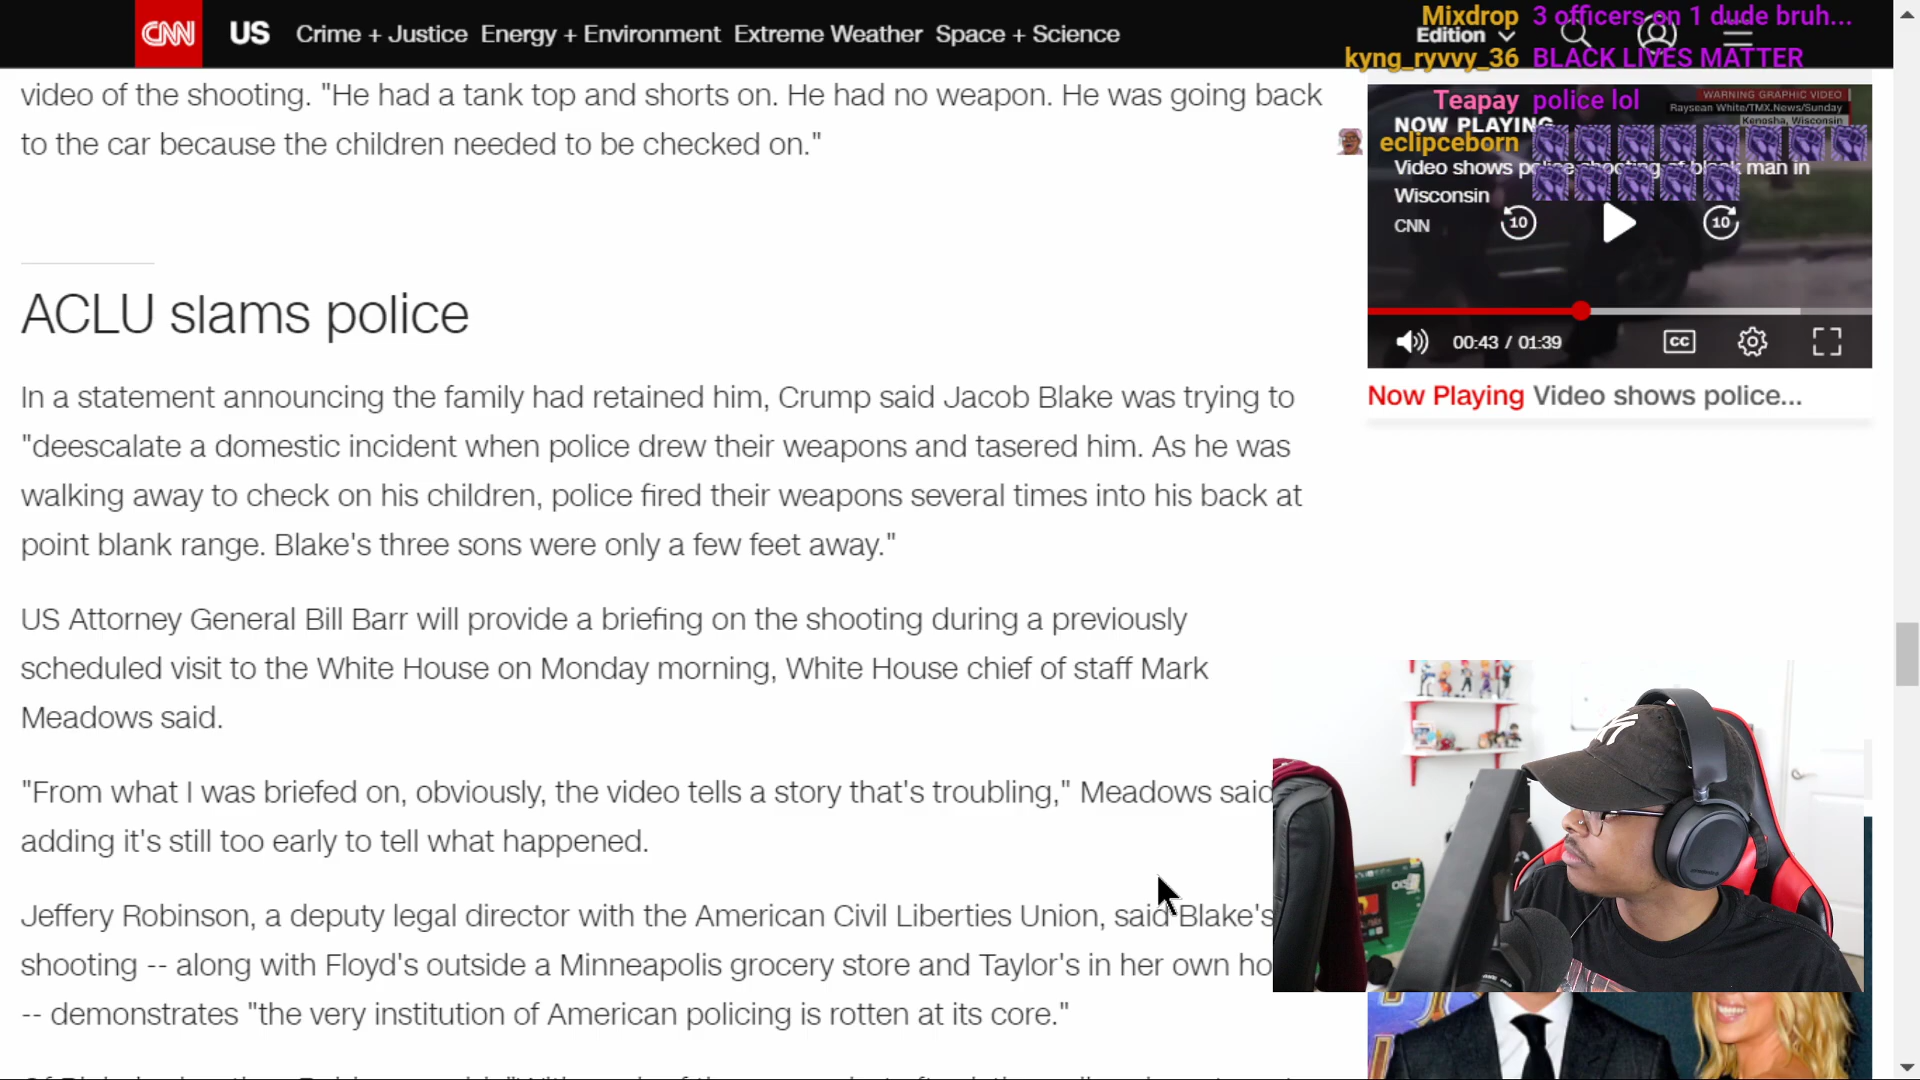 CNN US Crime + Justice Energy + Environment Extreme Weather Space + Science Edition
Mixdrop 3 officers on 1 dude bruh...
kyng_ryvvy_36 BLACK LIVES MATTER
Teapay police lol
eclipceborn
video of the shooting. "He had a tank top and shorts on. He had no weapon. He was going back
to the car because the children needed to be checked on."
WARNING GRAPHIC VIDEO
Raysean White/TMX.News/Sunday
Kenosha, Wisconsin
NOW PLAYING
Video shows police shooting of black man in
Wisconsin
CNN
10 10
00:43 / 01:39 CC
Now Playing Video shows police...
ACLU slams police
In a statement announcing the family had retained him, Crump said Jacob Blake was trying to
"deescalate a domestic incident when police drew their weapons and tasered him. As he was
walking away to check on his children, police fired their weapons several times into his back at
point blank range. Blake's three sons were only a few feet away."
US Attorney General Bill Barr will provide a briefing on the shooting during a previously
scheduled visit to the White House on Monday morning, White House chief of staff Mark
Meadows said.
"From what I was briefed on, obviously, the video tells a story that's troubling," Meadows said
adding it's still too early to tell what happened.
Jeffery Robinson, a deputy legal director with the American Civil Liberties Union, said Blake's
shooting -- along with Floyd's outside a Minneapolis grocery store and Taylor's in her own ho
-- demonstrates "the very institution of American policing is rotten at its core."